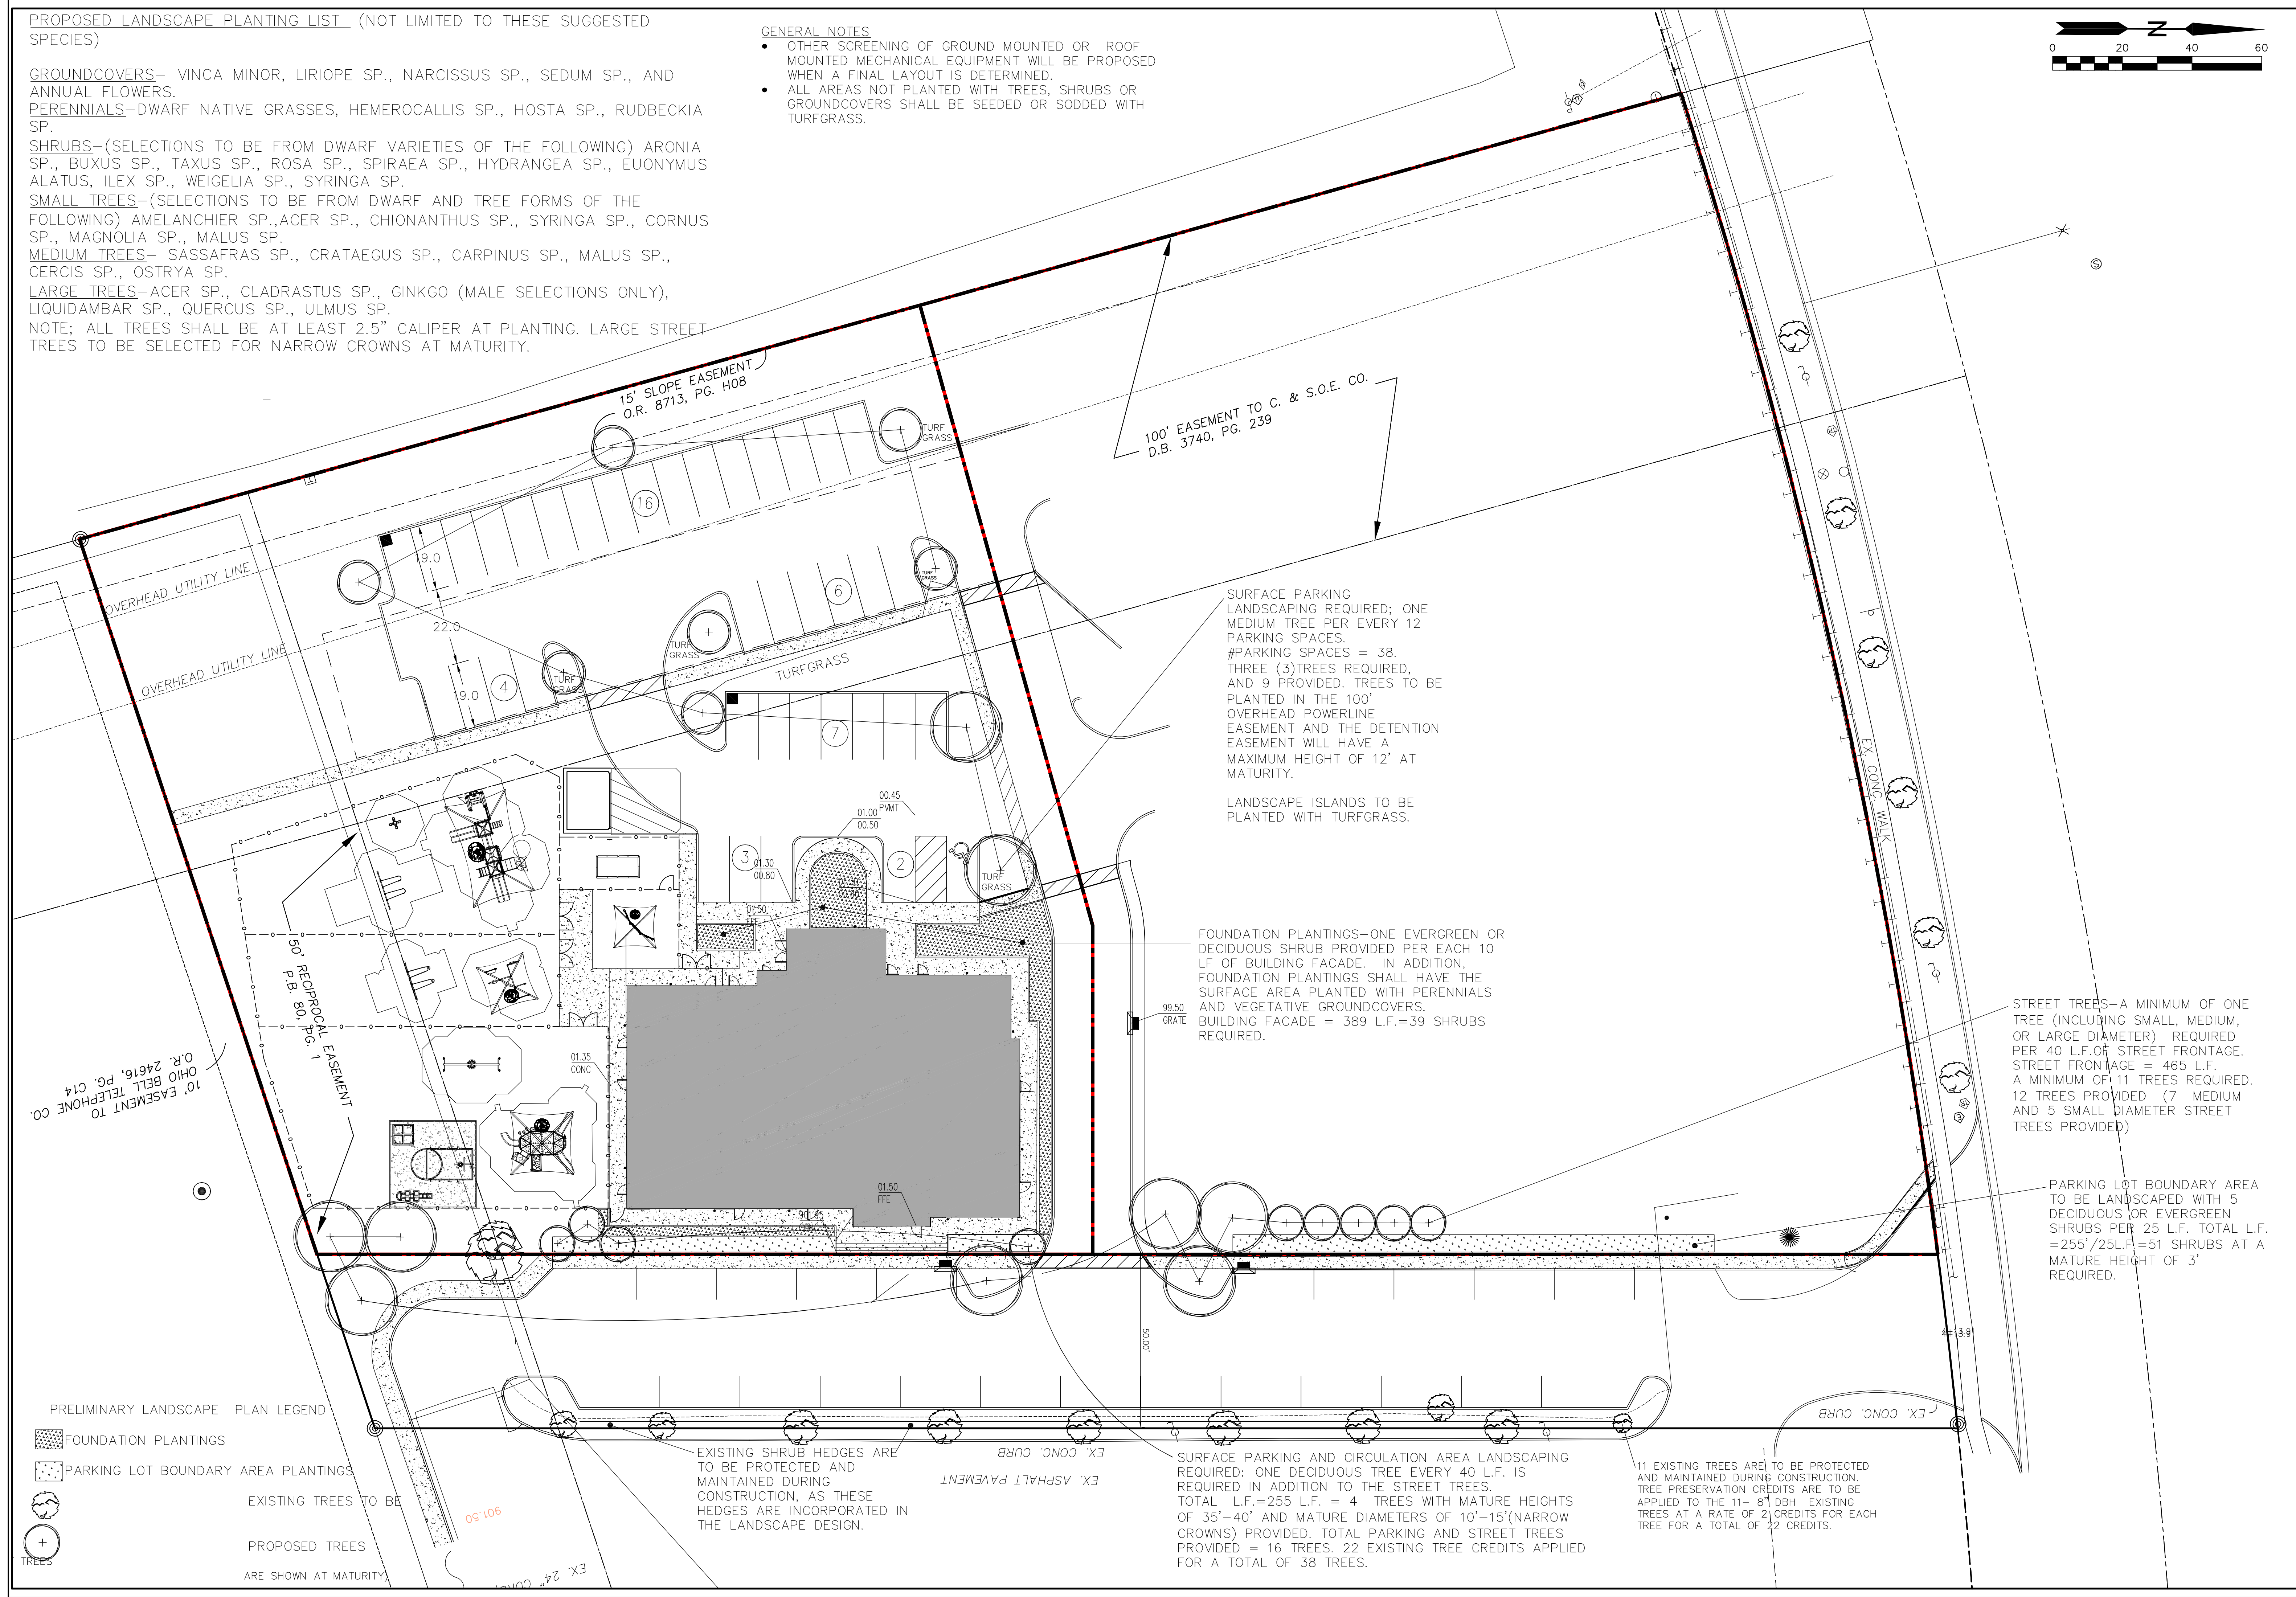 PROPOSED LANDSCAPE PLANTING LIST (NOT LIMITED TO THESE SUGGESTED
SPECIES)
GROUNDCOVERS– VINCA MINOR, LIRIOPE SP., NARCISSUS SP., SEDUM SP., AND
ANNUAL FLOWERS.
PERENNIALS–DWARF NATIVE GRASSES, HEMEROCALLIS SP., HOSTA SP., RUDBECKIA
SP.
SHRUBS–(SELECTIONS TO BE FROM DWARF VARIETIES OF THE FOLLOWING) ARONIA
SP., BUXUS SP., TAXUS SP., ROSA SP., SPIRAEA SP., HYDRANGEA SP., EUONYMUS
ALATUS, ILEX SP., WEIGELIA SP., SYRINGA SP.
SMALL TREES–(SELECTIONS TO BE FROM DWARF AND TREE FORMS OF THE
FOLLOWING) AMELANCHIER SP.,ACER SP., CHIONANTHUS SP., SYRINGA SP., CORNUS
SP., MAGNOLIA SP., MALUS SP.
MEDIUM TREES– SASSAFRAS SP., CRATAEGUS SP., CARPINUS SP., MALUS SP.,
CERCIS SP., OSTRYA SP.
LARGE TREES–ACER SP., CLADRASTUS SP., GINKGO (MALE SELECTIONS ONLY),
LIQUIDAMBAR SP., QUERCUS SP., ULMUS SP.
NOTE; ALL TREES SHALL BE AT LEAST 2.5" CALIPER AT PLANTING. LARGE STREET
TREES TO BE SELECTED FOR NARROW CROWNS AT MATURITY.
GENERAL NOTES
• OTHER SCREENING OF GROUND MOUNTED OR ROOF
MOUNTED MECHANICAL EQUIPMENT WILL BE PROPOSED
WHEN A FINAL LAYOUT IS DETERMINED.
• ALL AREAS NOT PLANTED WITH TREES, SHRUBS OR
GROUNDCOVERS SHALL BE SEEDED OR SODDED WITH
TURFGRASS.
N
0 20 40 60
S
15' SLOPE EASEMENT
O.R. 8713, PG. H08
100' EASEMENT TO C. & S.O.E. CO.
D.B. 3740, PG. 239
TURF
GRASS
16
19.0
22.0
19.0
6
TURF
GRASS
TURF
GRASS
TURF
GRASS
4
TURFGRASS
7
OVERHEAD UTILITY LINE
OVERHEAD UTILITY LINE
SURFACE PARKING
LANDSCAPING REQUIRED; ONE
MEDIUM TREE PER EVERY 12
PARKING SPACES.
#PARKING SPACES = 38.
THREE (3)TREES REQUIRED,
AND 9 PROVIDED. TREES TO BE
PLANTED IN THE 100'
OVERHEAD POWERLINE
EASEMENT AND THE DETENTION
EASEMENT WILL HAVE A
MAXIMUM HEIGHT OF 12' AT
MATURITY.
LANDSCAPE ISLANDS TO BE
PLANTED WITH TURFGRASS.
EX. CONC. WALK
00.45
PVMT
01.00
00.50
3
01.30
00.80
2
TURF
GRASS
01.50
FFE
50' RECIPROCAL EASEMENT
P.B. 80, PG. 1
10' EASEMENT TO
OHIO BELL TELEPHONE CO.
O.R. 24616, PG. C14
FOUNDATION PLANTINGS–ONE EVERGREEN OR
DECIDUOUS SHRUB PROVIDED PER EACH 10
LF OF BUILDING FACADE. IN ADDITION,
FOUNDATION PLANTINGS SHALL HAVE THE
SURFACE AREA PLANTED WITH PERENNIALS
AND VEGETATIVE GROUNDCOVERS.
BUILDING FACADE = 389 L.F.=39 SHRUBS
REQUIRED.
99.50
GRATE
01.35
CONC
01.50
FFE
STREET TREES–A MINIMUM OF ONE
TREE (INCLUDING SMALL, MEDIUM,
OR LARGE DIAMETER) REQUIRED
PER 40 L.F.OF STREET FRONTAGE.
STREET FRONTAGE = 465 L.F.
A MINIMUM OF 11 TREES REQUIRED.
12 TREES PROVIDED (7 MEDIUM
AND 5 SMALL DIAMETER STREET
TREES PROVIDED)
PARKING LOT BOUNDARY AREA
TO BE LANDSCAPED WITH 5
DECIDUOUS OR EVERGREEN
SHRUBS PER 25 L.F. TOTAL L.F.
=255'/25L.F.=51 SHRUBS AT A
MATURE HEIGHT OF 3'
REQUIRED.
50.00'
PRELIMINARY LANDSCAPE PLAN LEGEND
FOUNDATION PLANTINGS
PARKING LOT BOUNDARY AREA PLANTINGS
EXISTING TREES TO BE
PROPOSED TREES
TREES
ARE SHOWN AT MATURITY)
901.50
EX. 24" CONC.
EXISTING SHRUB HEDGES ARE
TO BE PROTECTED AND
MAINTAINED DURING
CONSTRUCTION, AS THESE
HEDGES ARE INCORPORATED IN
THE LANDSCAPE DESIGN.
EX. CONC. CURB
EX. ASPHALT PAVEMENT
SURFACE PARKING AND CIRCULATION AREA LANDSCAPING
REQUIRED: ONE DECIDUOUS TREE EVERY 40 L.F. IS
REQUIRED IN ADDITION TO THE STREET TREES.
TOTAL L.F.=255 L.F. = 4 TREES WITH MATURE HEIGHTS
OF 35'–40' AND MATURE DIAMETERS OF 10'–15'(NARROW
CROWNS) PROVIDED. TOTAL PARKING AND STREET TREES
PROVIDED = 16 TREES. 22 EXISTING TREE CREDITS APPLIED
FOR A TOTAL OF 38 TREES.
11 EXISTING TREES ARE TO BE PROTECTED
AND MAINTAINED DURING CONSTRUCTION.
TREE PRESERVATION CREDITS ARE TO BE
APPLIED TO THE 11– 8" DBH EXISTING
TREES AT A RATE OF 2 CREDITS FOR EACH
TREE FOR A TOTAL OF 22 CREDITS.
EX. CONC. CURB